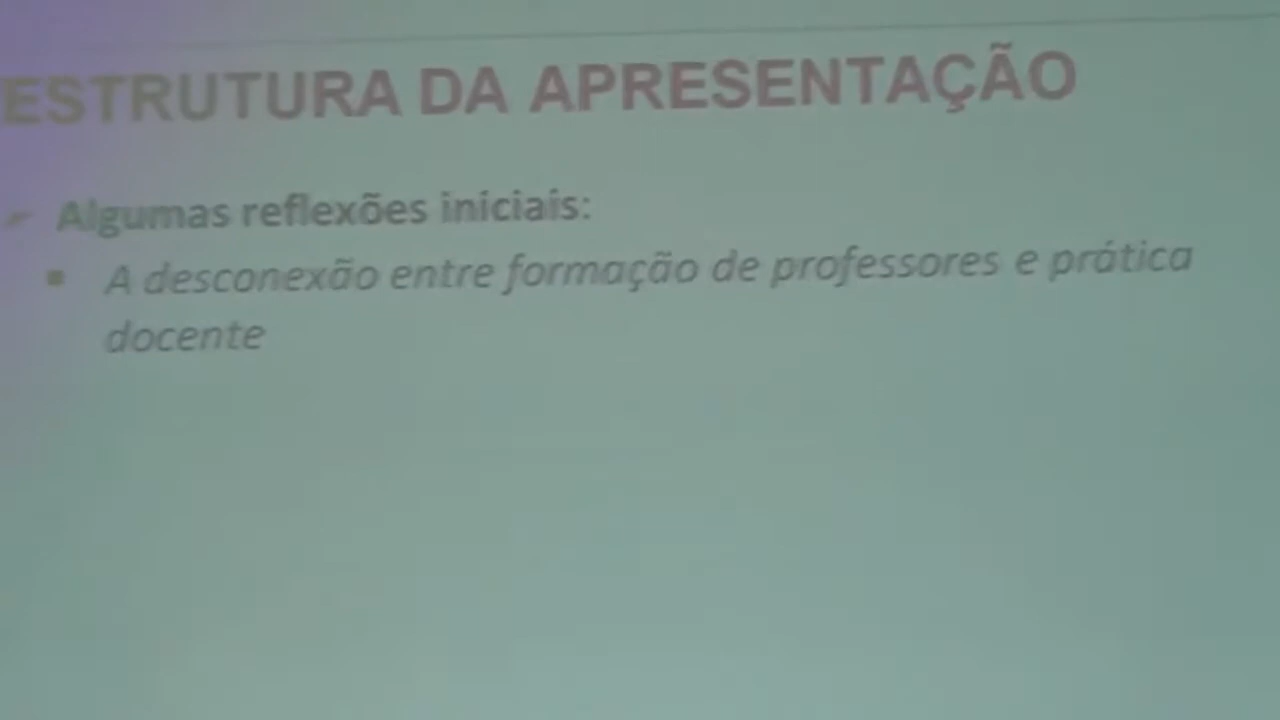 ESTRUTURA DA APRESENTAÇÃO
Algumas reflexões iniciais:
A desconexão entre formação de professores e prática
docente